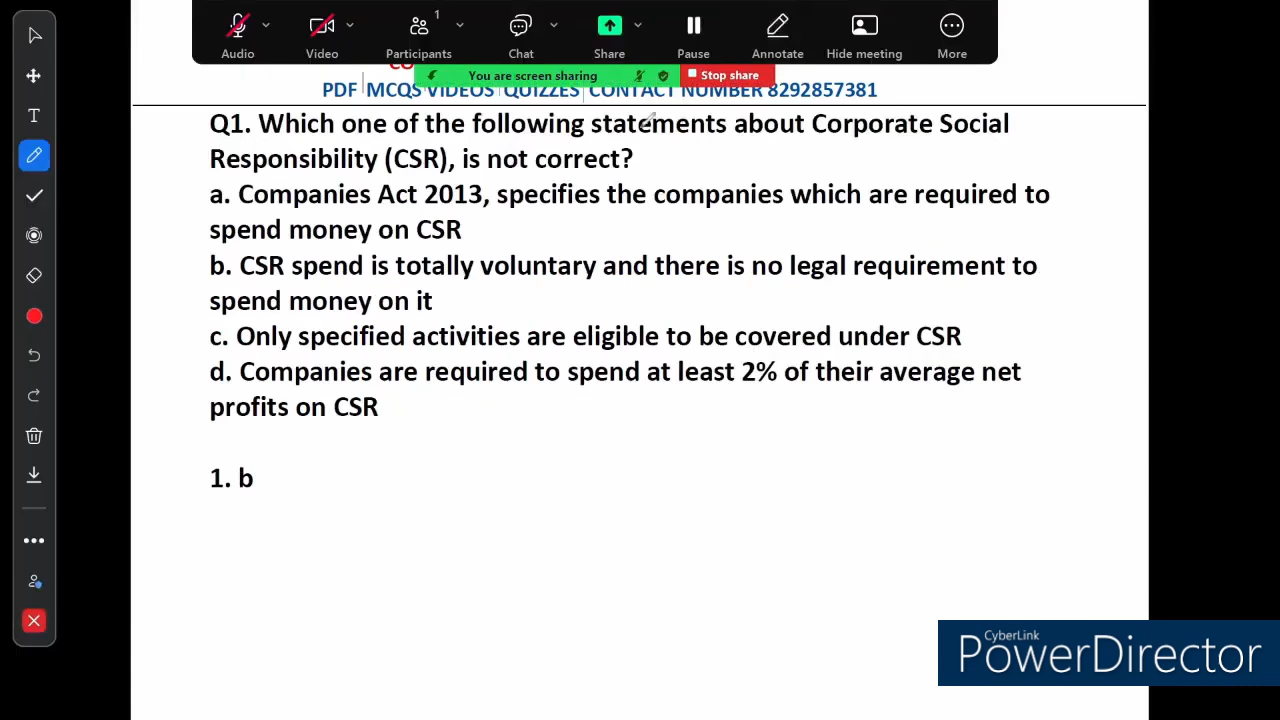 1
Audio Video Participants Chat Share Pause Annotate Hide meeting More
You are screen sharing Stop share
PDF MCQS VIDEOS QUIZZES CONTACT NUMBER 8292857381
Q1. Which one of the following statements about Corporate Social
Responsibility (CSR), is not correct?
a. Companies Act 2013, specifies the companies which are required to
spend money on CSR
b. CSR spend is totally voluntary and there is no legal requirement to
spend money on it
c. Only specified activities are eligible to be covered under CSR
d. Companies are required to spend at least 2% of their average net
profits on CSR
1. b
CyberLink
PowerDirector